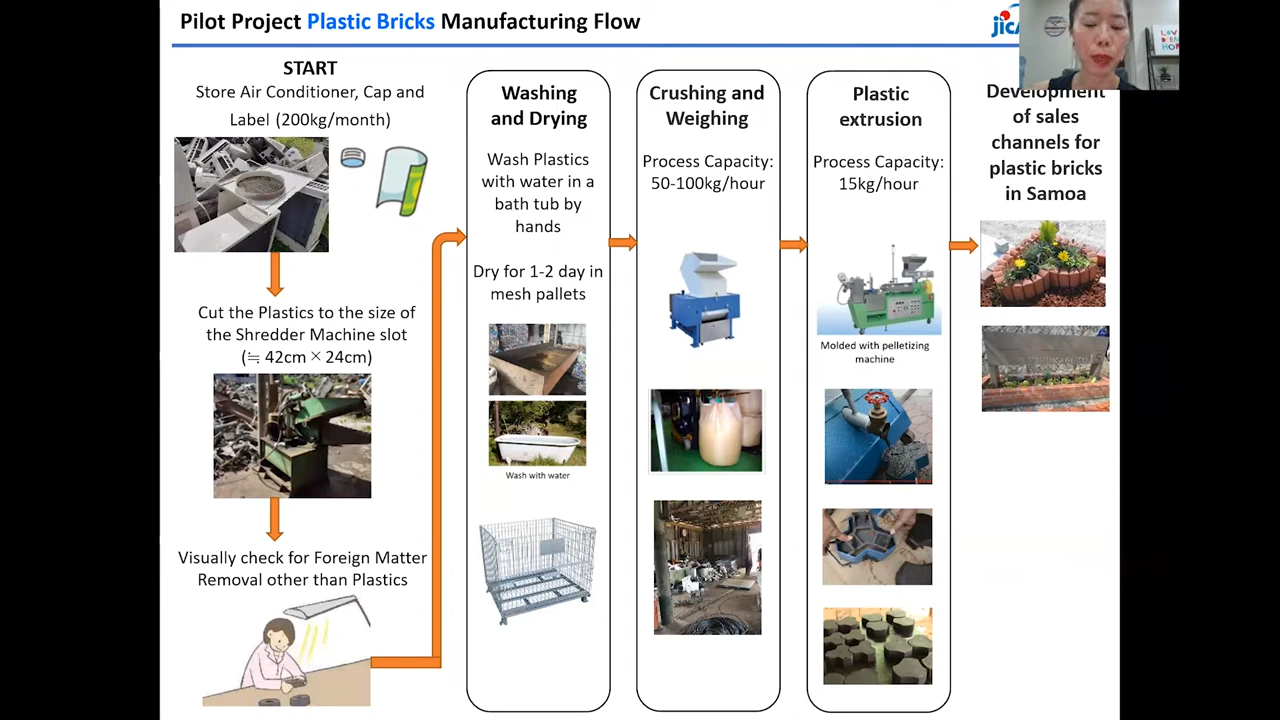 Pilot Project Plastic Bricks Manufacturing Flow
START
Store Air Conditioner, Cap and
Label (200kg/month)
Cut the Plastics to the size of
the Shredder Machine slot
(≒ 42cm × 24cm)
Visually check for Foreign Matter
Removal other than Plastics
Washing
and Drying
Wash Plastics
with water in a
bath tub by
hands
Dry for 1-2 day in
mesh pallets
Wash with water
Crushing and
Weighing
Process Capacity:
50-100kg/hour
Plastic
extrusion
Process Capacity:
15kg/hour
Molded with pelletizing
machine
Development
of sales
channels for
plastic bricks
in Samoa